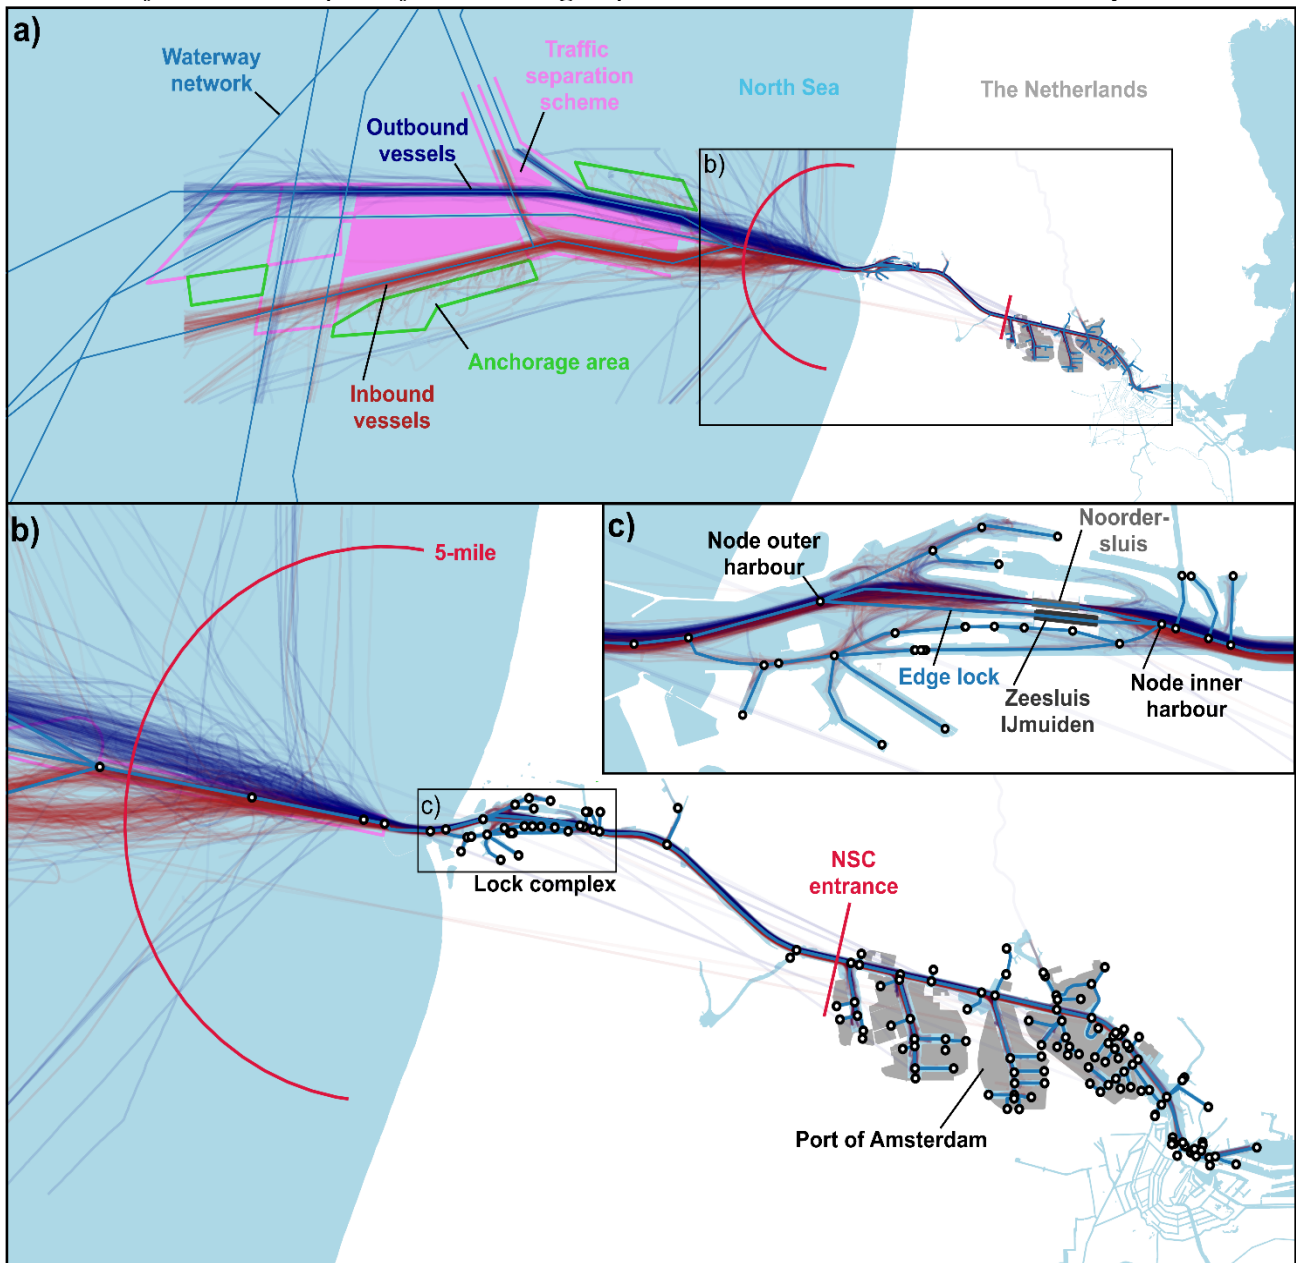 a)
Waterway
network
Traffic
separation
scheme
North Sea
The Netherlands
Outbound
vessels
b)
Anchorage area
Inbound
vessels
b)
5-mile
c)
Lock complex
NSC
entrance
Port of Amsterdam
c)
Node outer
harbour
Noorder-
sluis
Edge lock
Zeesluis
IJmuiden
Node inner
harbour